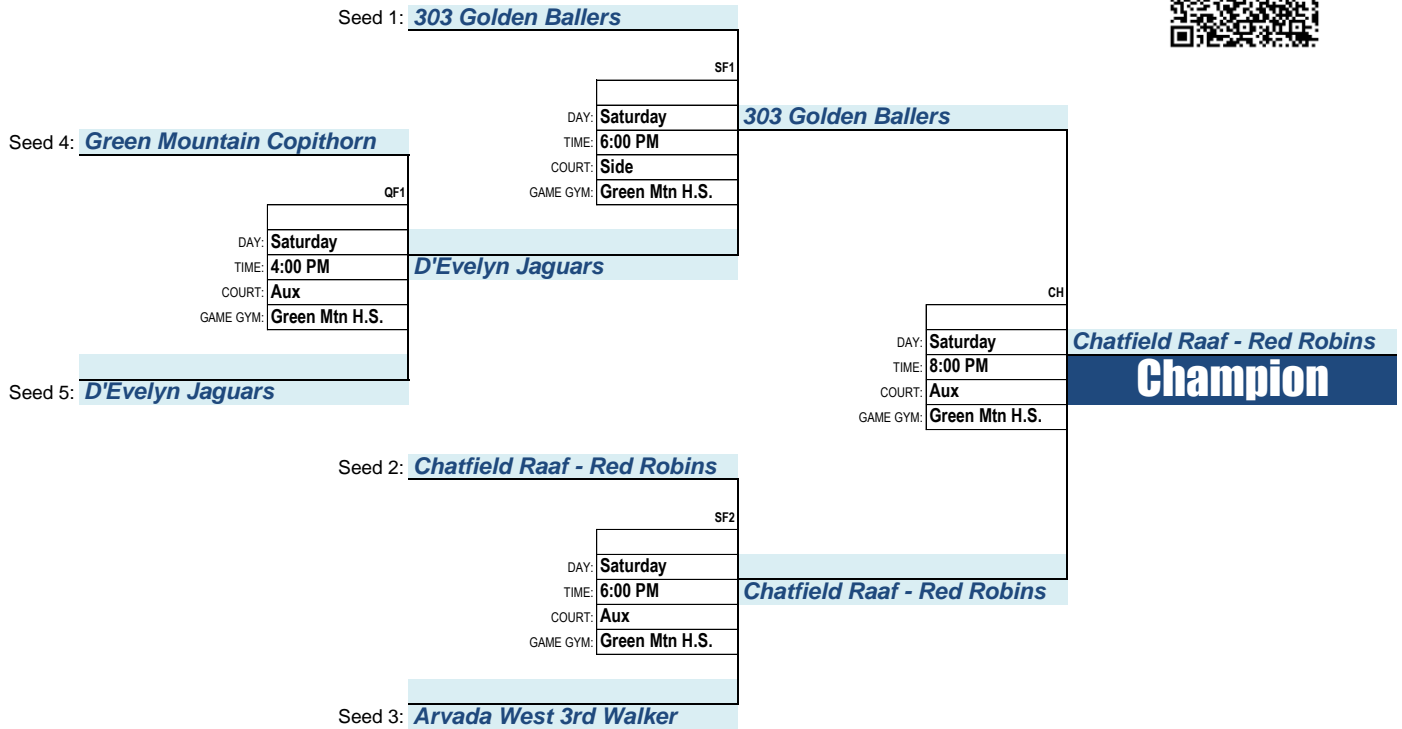 Seed 1: 303 Golden Ballers
SF1
DAY: Saturday
TIME: 6:00 PM
COURT: Side
GAME GYM: Green Mtn H.S.
303 Golden Ballers
Seed 4: Green Mountain Copithorn
QF1
DAY: Saturday
TIME: 4:00 PM
COURT: Aux
GAME GYM: Green Mtn H.S.
D'Evelyn Jaguars
Seed 5: D'Evelyn Jaguars
CH
DAY: Saturday
TIME: 8:00 PM
COURT: Aux
GAME GYM: Green Mtn H.S.
Chatfield Raaf - Red Robins
Champion
Seed 2: Chatfield Raaf - Red Robins
SF2
DAY: Saturday
TIME: 6:00 PM
COURT: Aux
GAME GYM: Green Mtn H.S.
Chatfield Raaf - Red Robins
Seed 3: Arvada West 3rd Walker